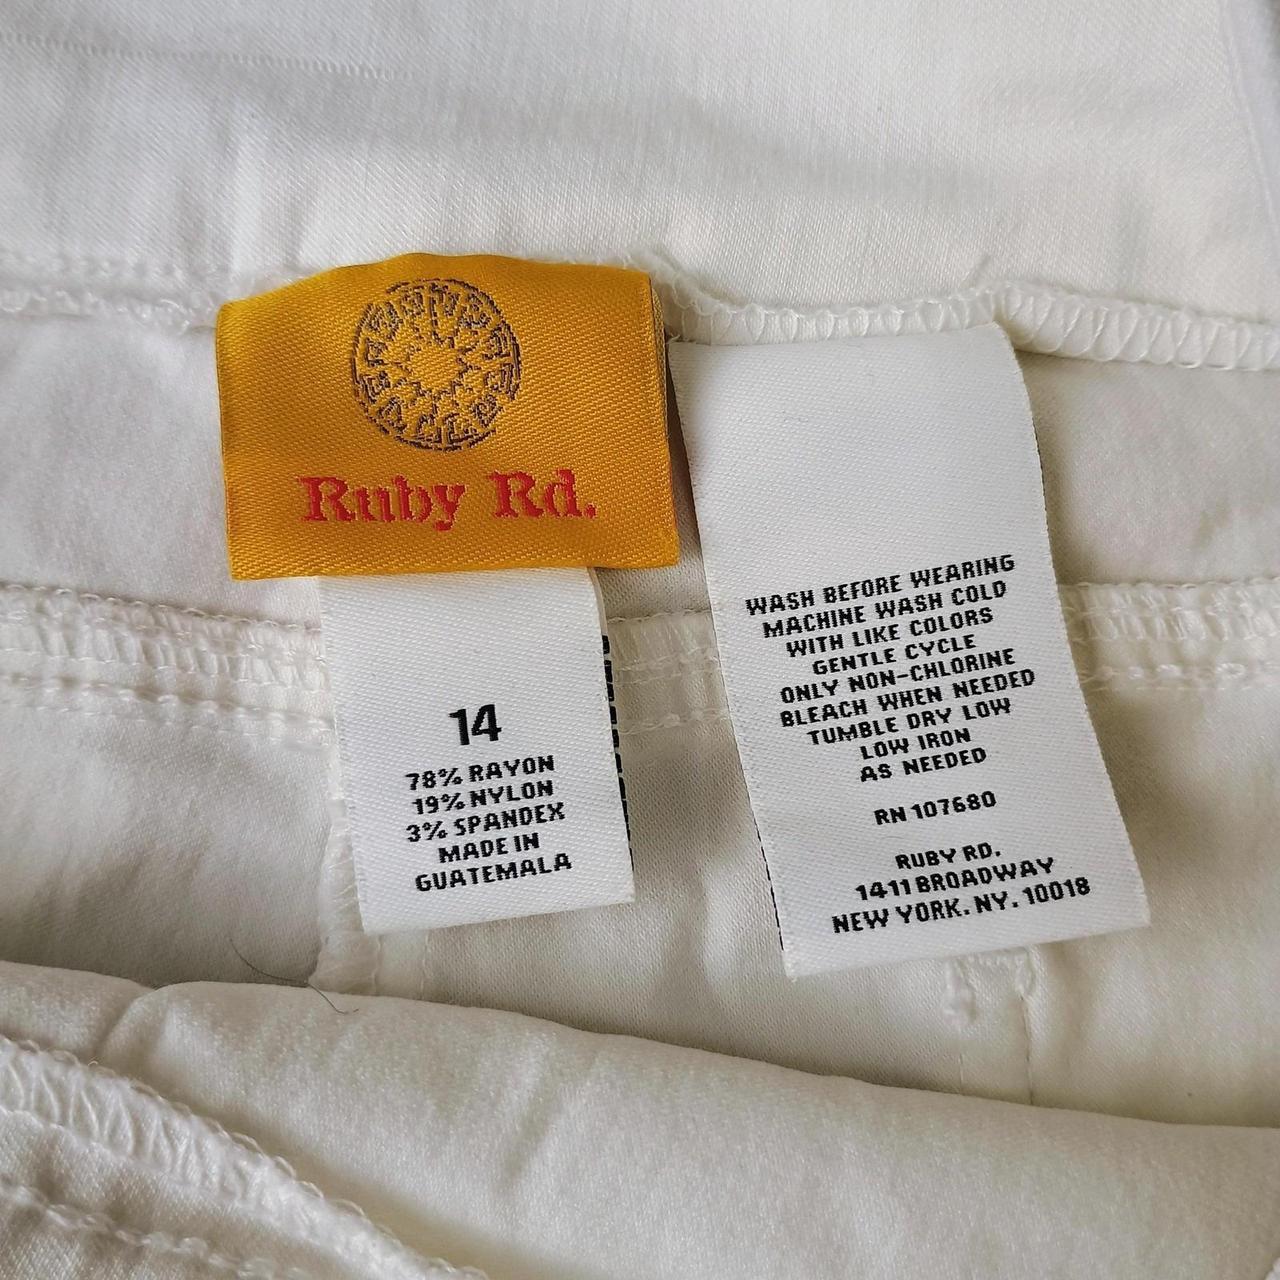 Ruby Rd.
14
78% RAYON
19% NYLON
3% SPANDEX
MADE IN
GUATEMALA
WASH BEFORE WEARING
MACHINE WASH COLD
WITH LIKE COLORS
GENTLE CYCLE
ONLY NON-CHLORINE
BLEACH WHEN NEEDED
TUMBLE DRY LOW
LOW IRON
AS NEEDED
RN 107680
RUBY RD.
1411 BROADWAY
NEW YORK. NY. 10018